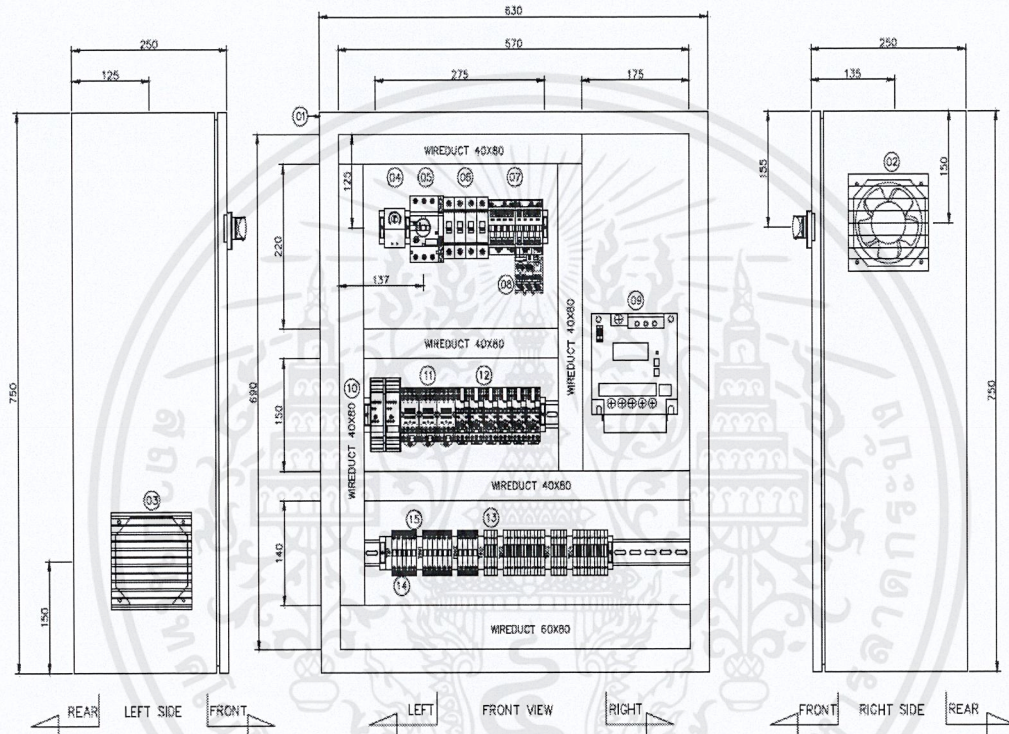 630
250
570
250
125
275
175
135
01
WIREDUCT 40X80
02
04
05
06
07
125
155
150
220
137
08
09
WIREDUCT 40X80
WIREDUCT 40X80
750
690
750
10
11
12
150
WIREDUCT 40X80
WIREDUCT 40X80
03
15
13
140
14
150
WIREDUCT 60X80
REAR
LEFT SIDE
FRONT
LEFT
FRONT VIEW
RIGHT
FRONT
RIGHT SIDE
REAR